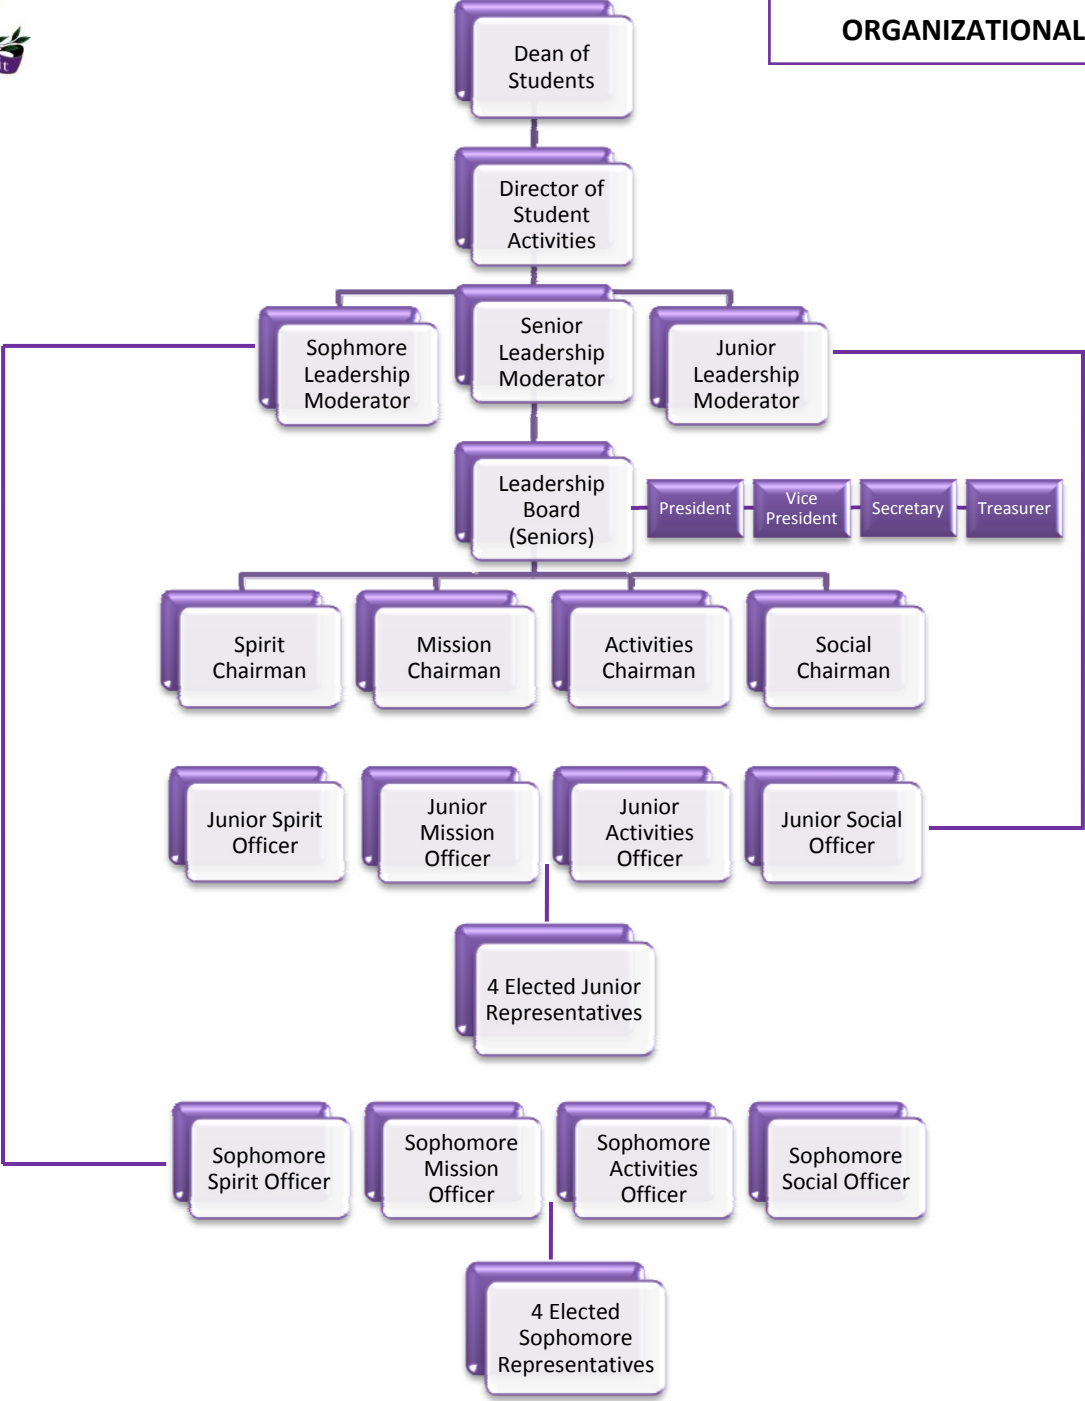 ORGANIZATIONAL
Dean of
Students
Director of
Student
Activities
Sophmore
Leadership
Moderator
Senior
Leadership
Moderator
Junior
Leadership
Moderator
Leadership
Board
(Seniors)
President
Vice
President
Secretary
Treasurer
Spirit
Chairman
Mission
Chairman
Activities
Chairman
Social
Chairman
Junior Spirit
Officer
Junior
Mission
Officer
Junior
Activities
Officer
Junior Social
Officer
4 Elected Junior
Representatives
Sophomore
Spirit Officer
Sophomore
Mission
Officer
Sophomore
Activities
Officer
Sophomore
Social Officer
4 Elected
Sophomore
Representatives